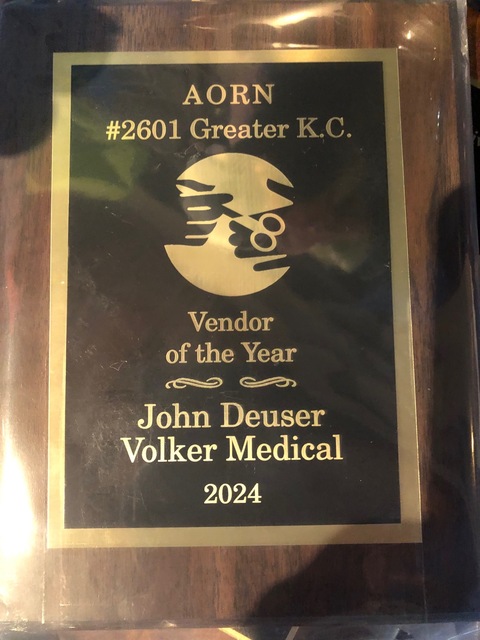 AORN
#2601 Greater K.C.
Vendor
of the Year
John Deuser
Volker Medical
2024